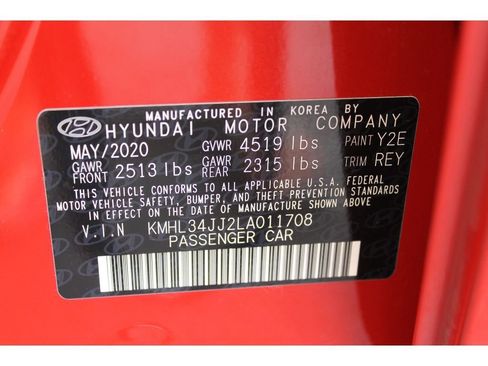 MANUFACTURED IN KOREA BY
HYUNDAI MOTOR COMPANY
MAY/2020 GVWR 4519 lbs PAINT Y2E
GAWR FRONT 2513 lbs GAWR REAR 2315 lbs TRIM REY
THIS VEHICLE CONFORMS TO ALL APPLICABLE U.S.A. FEDERAL
MOTOR VEHICLE SAFETY, BUMPER, AND THEFT PREVENTION STANDARDS
IN EFFECT ON THE DATE OF MANUFACTURE SHOWN ABOVE
V.I.N KMHL34JJ2LA011708
PASSENGER CAR